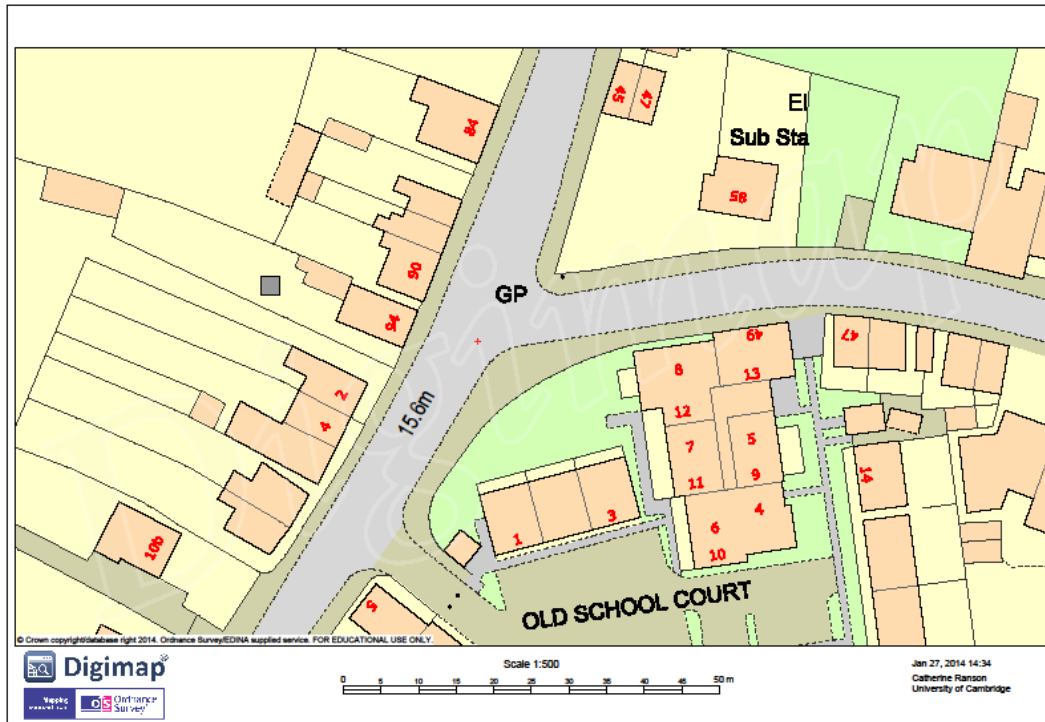 84
45
47
El
Sub Sta
85
90
GP
49
47
8
13
2
12
15.6m
4
7
5
14
11
9
3
4
1
6
10
10b
5
OLD SCHOOL COURT
© Crown copyright/database right 2014. Ordnance Survey/EDINA supplied service. FOR EDUCATIONAL USE ONLY.
Digimap
Ordnance
Survey
Scale 1:500
0 5 10 15 20 25 30 35 40 45 50 m
Jan 27, 2014 14:34
Catherine Ranson
University of Cambridge